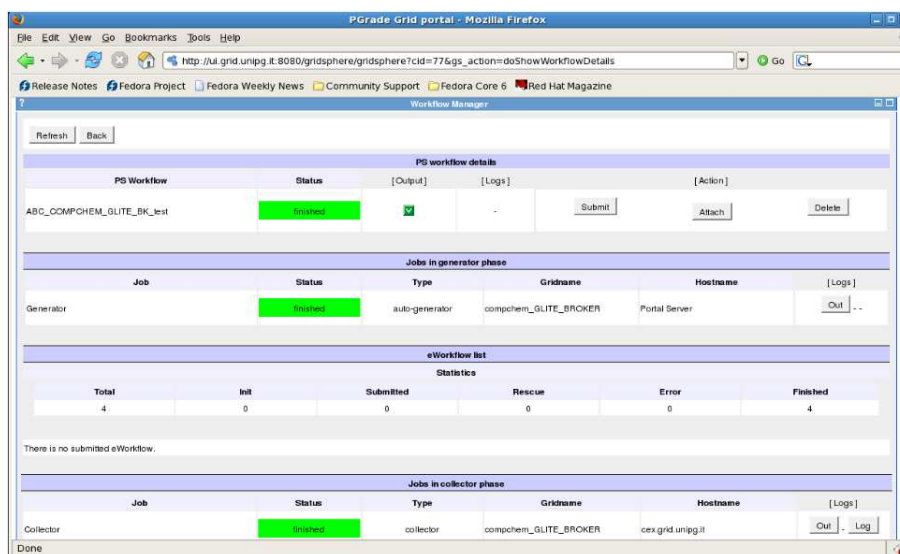 PGrade Grid portal - Mozilla Firefox
File Edit View Go Bookmarks Tools Help
http://ui.grid.unipg.it:8080/gridsphere/gridsphere?cid=77&gs_action=doShowWorkflowDetails Go G
Release Notes Fedora Project Fedora Weekly News Community Support Fedora Core 6 Red Hat Magazine
? Workflow Manager
Refresh Back
PS workflow details
PS Workflow Status [Output] [Logs] [Action]
ABC_COMPCHEM_GLITE_BK_test finished - Submit Attach Delete
Jobs in generator phase
Job Status Type Gridname Hostname [Logs]
Generator finished auto-generator compchem_GLITE_BROKER Portal Server Out - -
eWorkflow list
Statistics
Total Init Submitted Rescue Error Finished
4 0 0 0 0 4
There is no submitted eWorkflow.
Jobs in collector phase
Job Status Type Gridname Hostname [Logs]
Collector finished collector compchem_GLITE_BROKER cex.grid.unipg.it Out - Log
Done